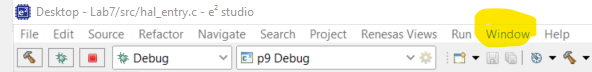 Desktop - Lab7/src/hal_entry.c - e² studio
File Edit Source Refactor Navigate Search Project Renesas Views Run Window Help
Debug p9 Debug